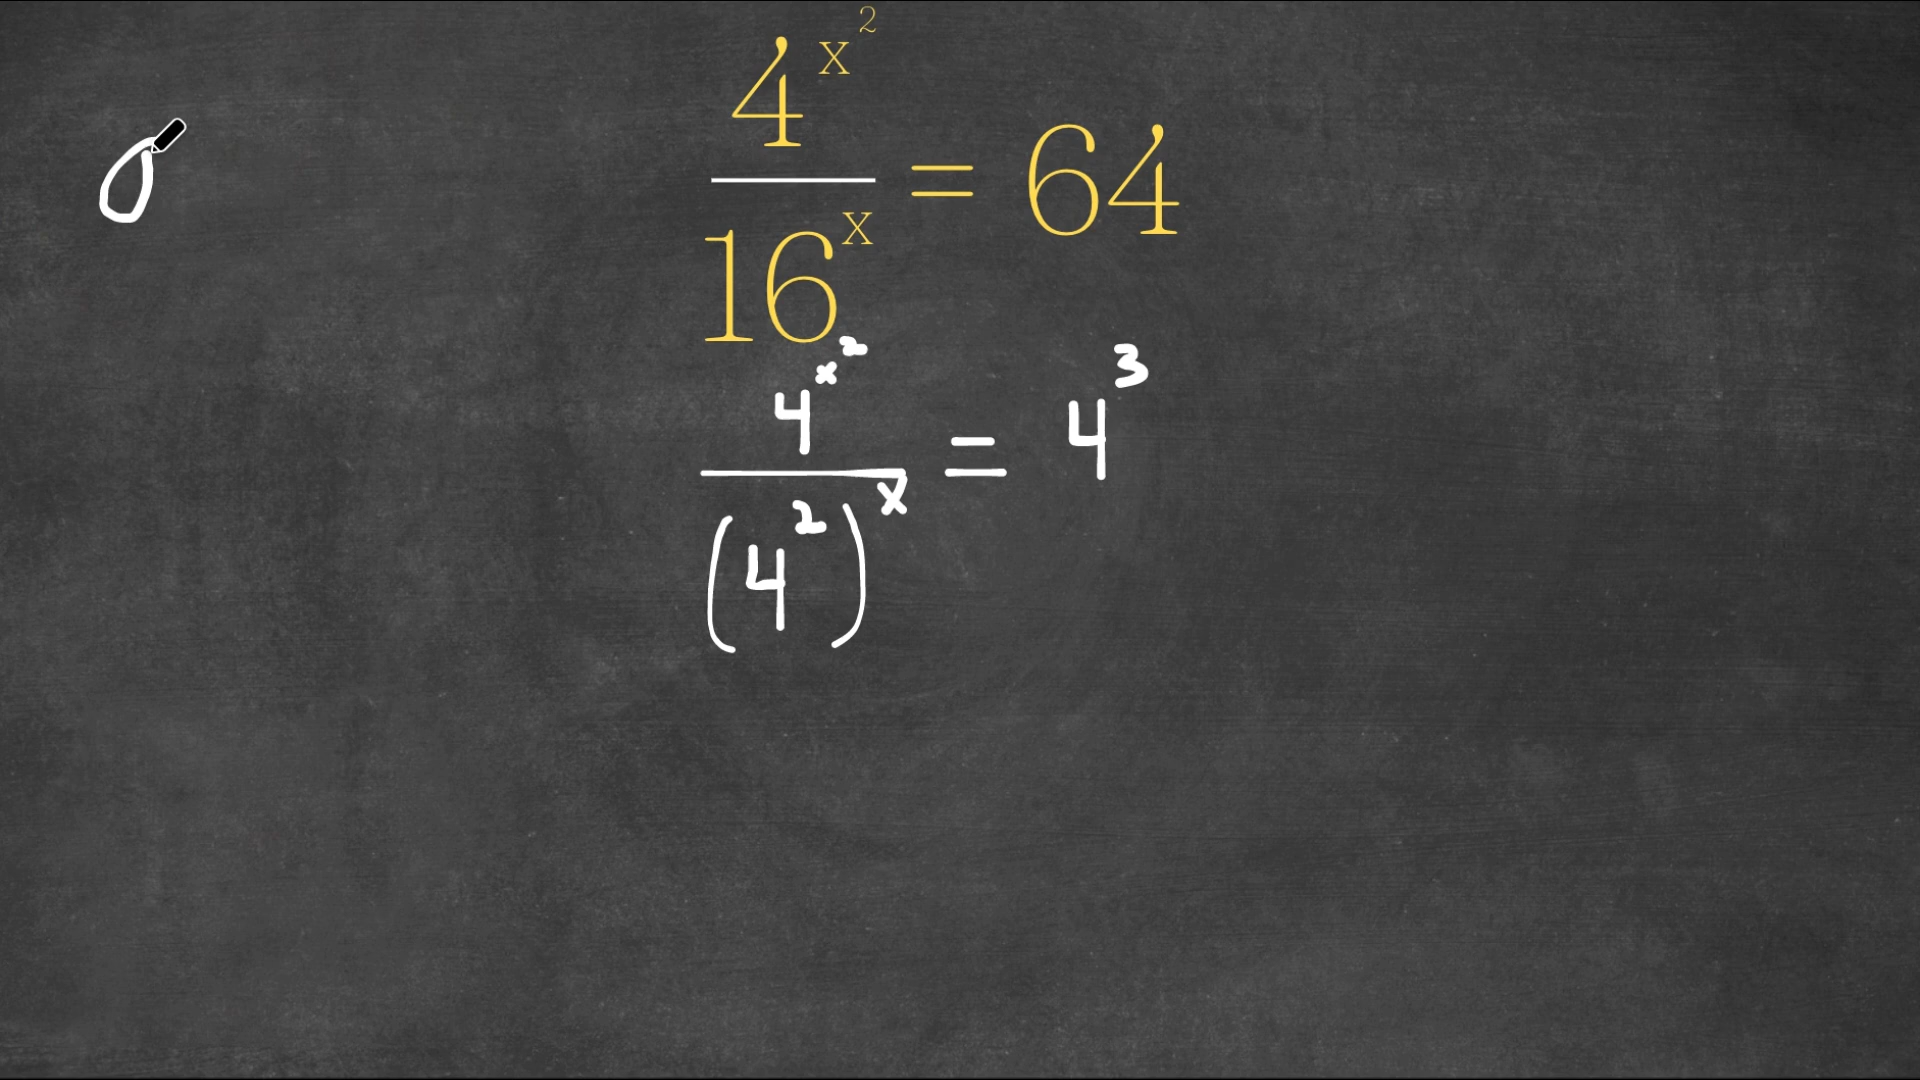 4^{x^2}
——— = 64
16^x
4^{x^2}
——— = 4^3
(4^2)^x